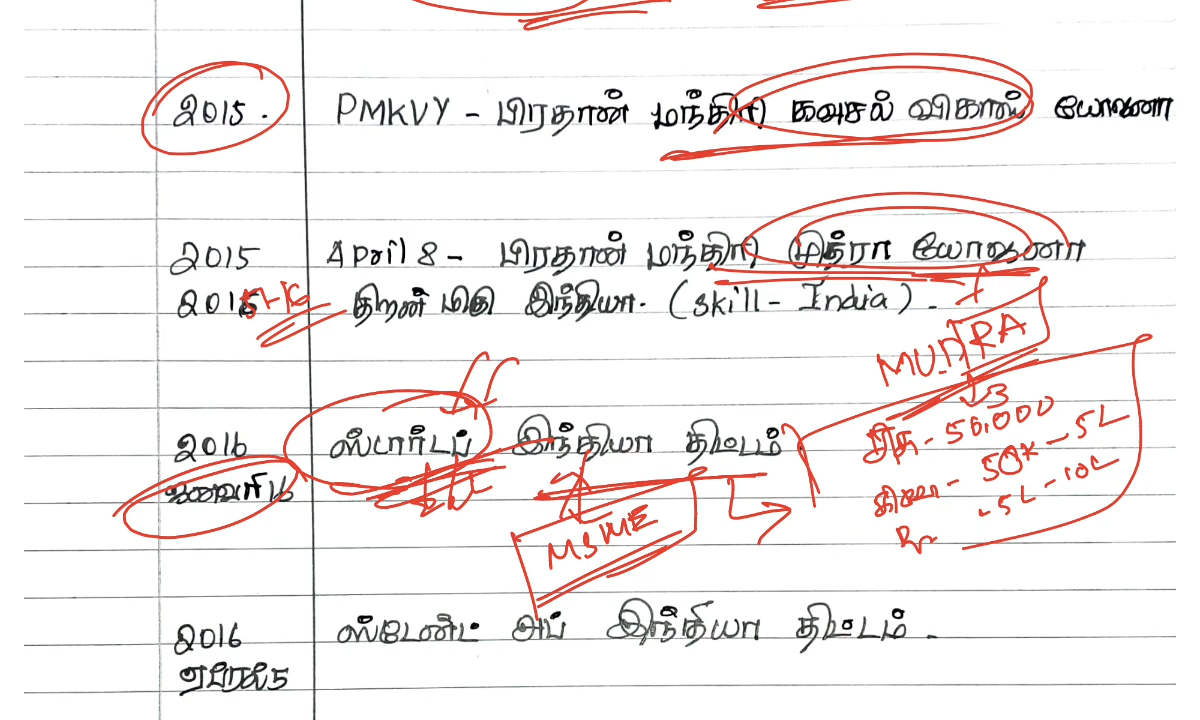 2015. PMKVY - பிரதான் மந்திரி கவுசல் விகாஸ் யோஜனா
2015 April 8 - பிரதான் மந்திரி முத்ரா யோஜனா
2015 திறன் மிகு இந்தியா. (skill - India).
MUDRA
3
2016 ஸ்டார்ட்டப் இந்தியா திட்டம்
ஜனவரி 16
MSME
- 50,000
- 50K - 5L
- 5L - 10L
2016 ஸ்டேண்ட் அப் இந்தியா திட்டம்.
ஏப்ரல் 5